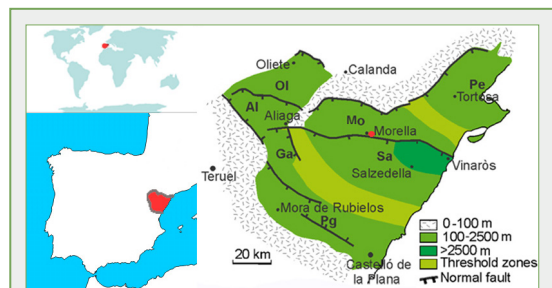 Oliete
Calanda
Ol
Pe
Tortosa
Al
Aliaga
Mo
Morella
Ga
Sa
Salzedella
Vinaròs
Teruel
Mora de Rubielos
Pg
20 km
Castelló de
la Plana
0-100 m
100-2500 m
>2500 m
Threshold zones
Normal fault